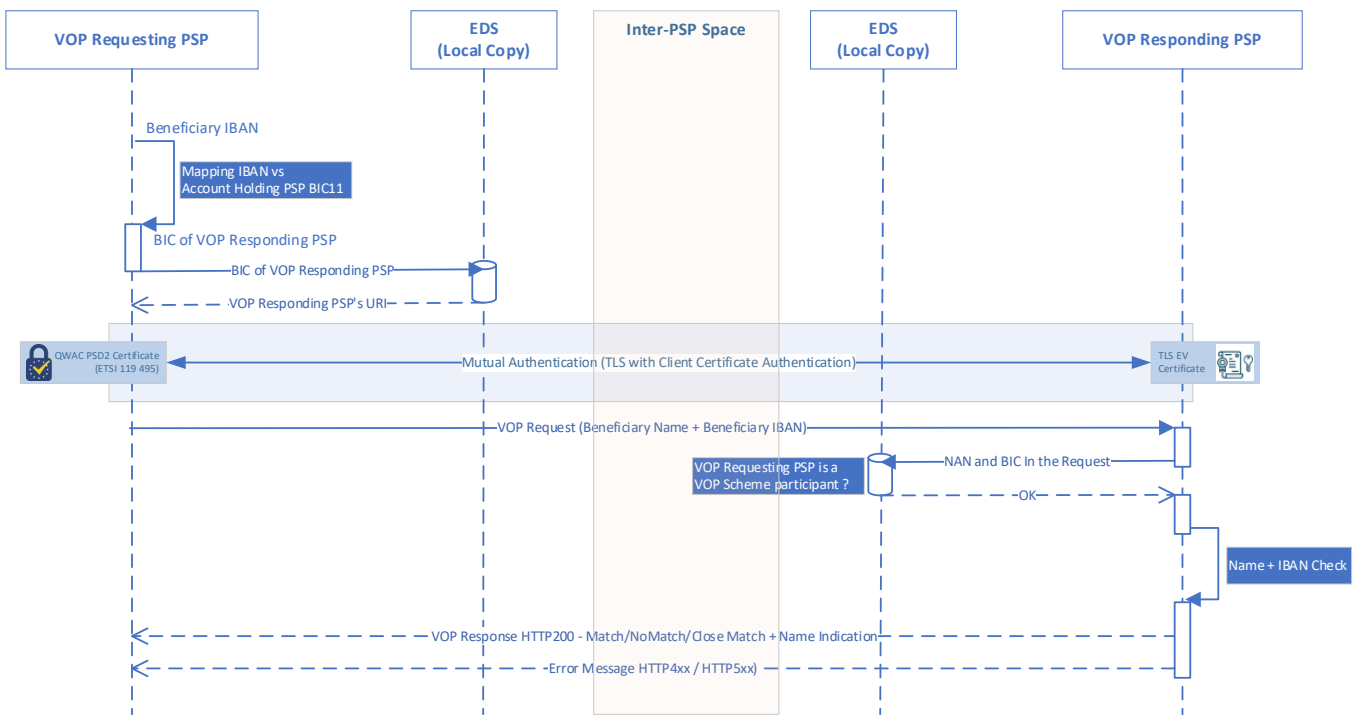 VOP Requesting PSP
EDS
(Local Copy)
Inter-PSP Space
EDS
(Local Copy)
VOP Responding PSP
Beneficiary IBAN
Mapping IBAN vs
Account Holding PSP BIC11
BIC of VOP Responding PSP
BIC of VOP Responding PSP
VOP Responding PSP's URI
QWAC PSD2 Certificate
(ETSI 119 495)
Mutual Authentication (TLS with Client Certificate Authentication)
TLS EV
Certificate
VOP Request (Beneficiary Name + Beneficiary IBAN)
NAN and BIC In the Request
VOP Requesting PSP is a
VOP Scheme participant ?
OK
Name + IBAN Check
VOP Response HTTP200 - Match/NoMatch/Close Match + Name Indication
Error Message HTTP4xx / HTTP5xx)